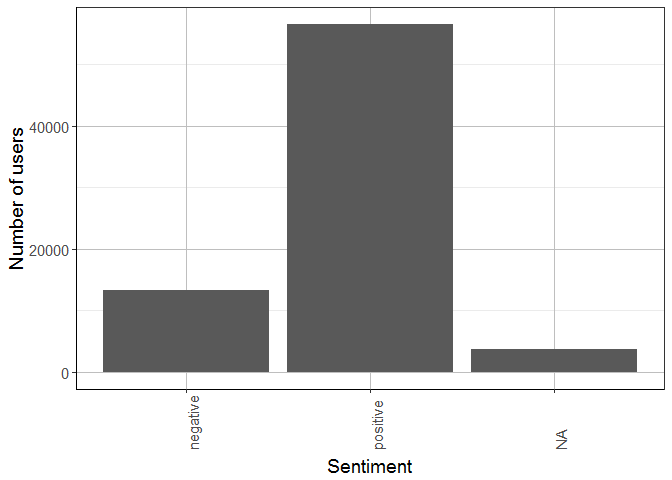 Number of users
40000
20000
0
negative
positive
NA
Sentiment